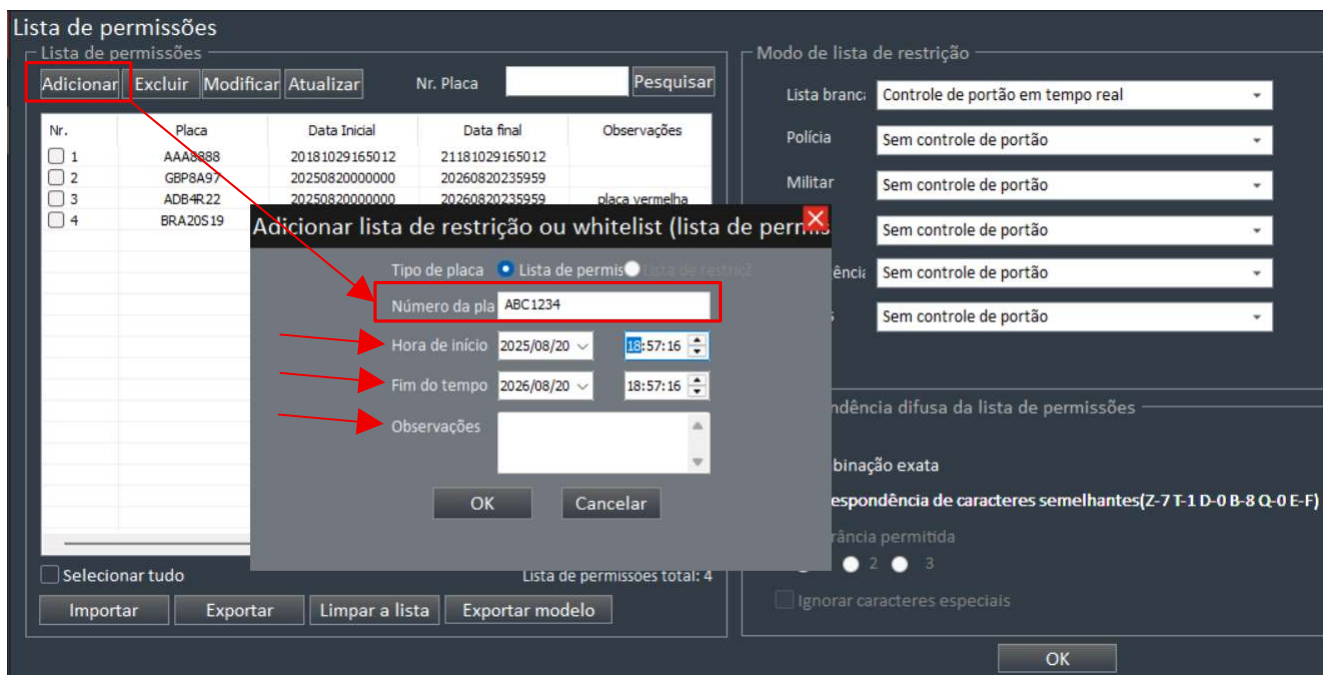 Lista de permissões
Lista de permissões
Adicionar Excluir Modificar Atualizar Nr. Placa Pesquisar
Nr. Placa Data Inicial Data final Observações
1 AAA8888 20181029165012 21181029165012
2 GBP8A97 20250820000000 20260820235959
3 ADB4R22 20250820000000 20260820235959 placa vermelha
4 BRA20S19
Adicionar lista de restrição ou whitelist (lista de permis
Tipo de placa Lista de permis Lista de restriçã
Número da pla ABC1234
Hora de início 2025/08/20 18:57:16
Fim do tempo 2026/08/20 18:57:16
Observações
OK Cancelar
Selecionar tudo Lista de permissões total: 4
Importar Exportar Limpar a lista Exportar modelo
Modo de lista de restrição
Lista branca Controle de portão em tempo real
Polícia Sem controle de portão
Militar Sem controle de portão
Sem controle de portão
ência Sem controle de portão
s Sem controle de portão
ndência difusa da lista de permissões
binação exata
espondência de caracteres semelhantes(Z-7 T-1 D-0 B-8 Q-0 E-F)
rância permitida
2 3
Ignorar caracteres especiais
OK